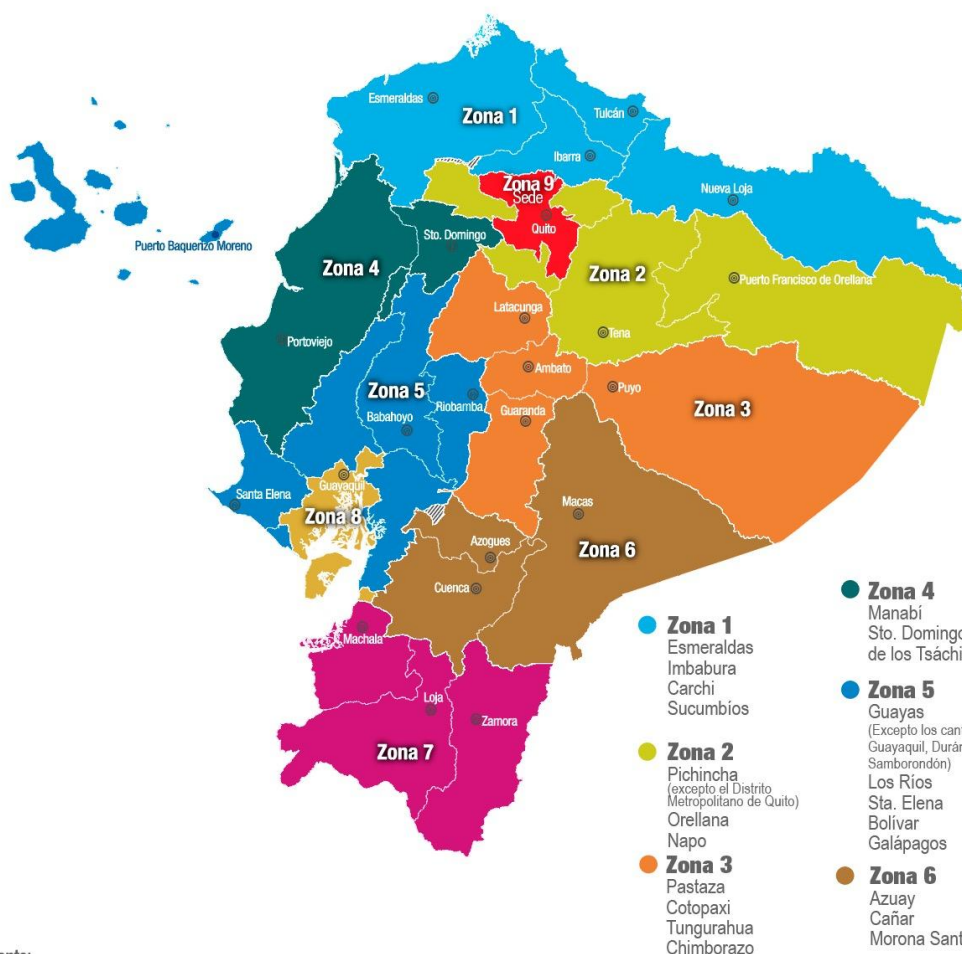 Esmeraldas
Zona 1
Tulcán
Ibarra
Nueva Loja
Zona 9
Sede
Quito
Puerto Baquerizo Moreno
Sto. Domingo
Zona 4
Zona 2
Puerto Francisco de Orellana
Latacunga
Tena
Portoviejo
Ambato
Puyo
Zona 5
Riobamba
Zona 3
Babahoyo
Guaranda
Guayaquil
Santa Elena
Zona 8
Macas
Azogues
Zona 6
Cuenca
Machala
Loja
Zamora
Zona 7
Zona 1
Esmeraldas
Imbabura
Carchi
Sucumbíos
Zona 2
Pichincha
(excepto el Distrito
Metropolitano de Quito)
Orellana
Napo
Zona 3
Pastaza
Cotopaxi
Tungurahua
Chimborazo
Zona 4
Manabí
Sto. Domingo
de los Tsáchi
Zona 5
Guayas
(Excepto los cant
Guayaquil, Durán
Samborondón)
Los Ríos
Sta. Elena
Bolívar
Galápagos
Zona 6
Azuay
Cañar
Morona Sant